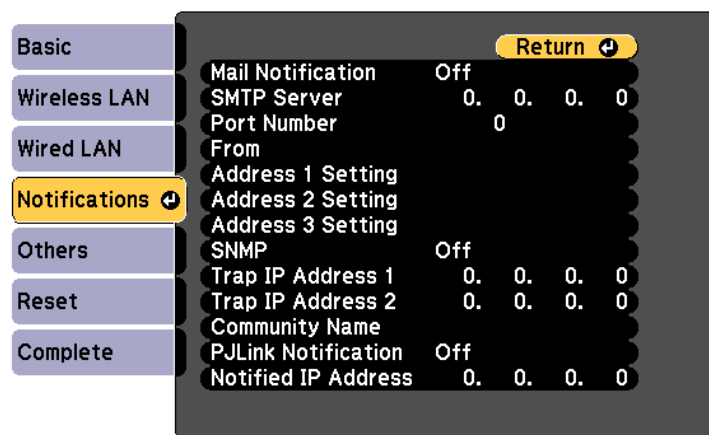 Basic
Wireless LAN
Wired LAN
Notifications
Others
Reset
Complete
Return
Mail Notification Off
SMTP Server 0. 0. 0. 0
Port Number 0
From
Address 1 Setting
Address 2 Setting
Address 3 Setting
SNMP Off
Trap IP Address 1 0. 0. 0. 0
Trap IP Address 2 0. 0. 0. 0
Community Name
PJLink Notification Off
Notified IP Address 0. 0. 0. 0